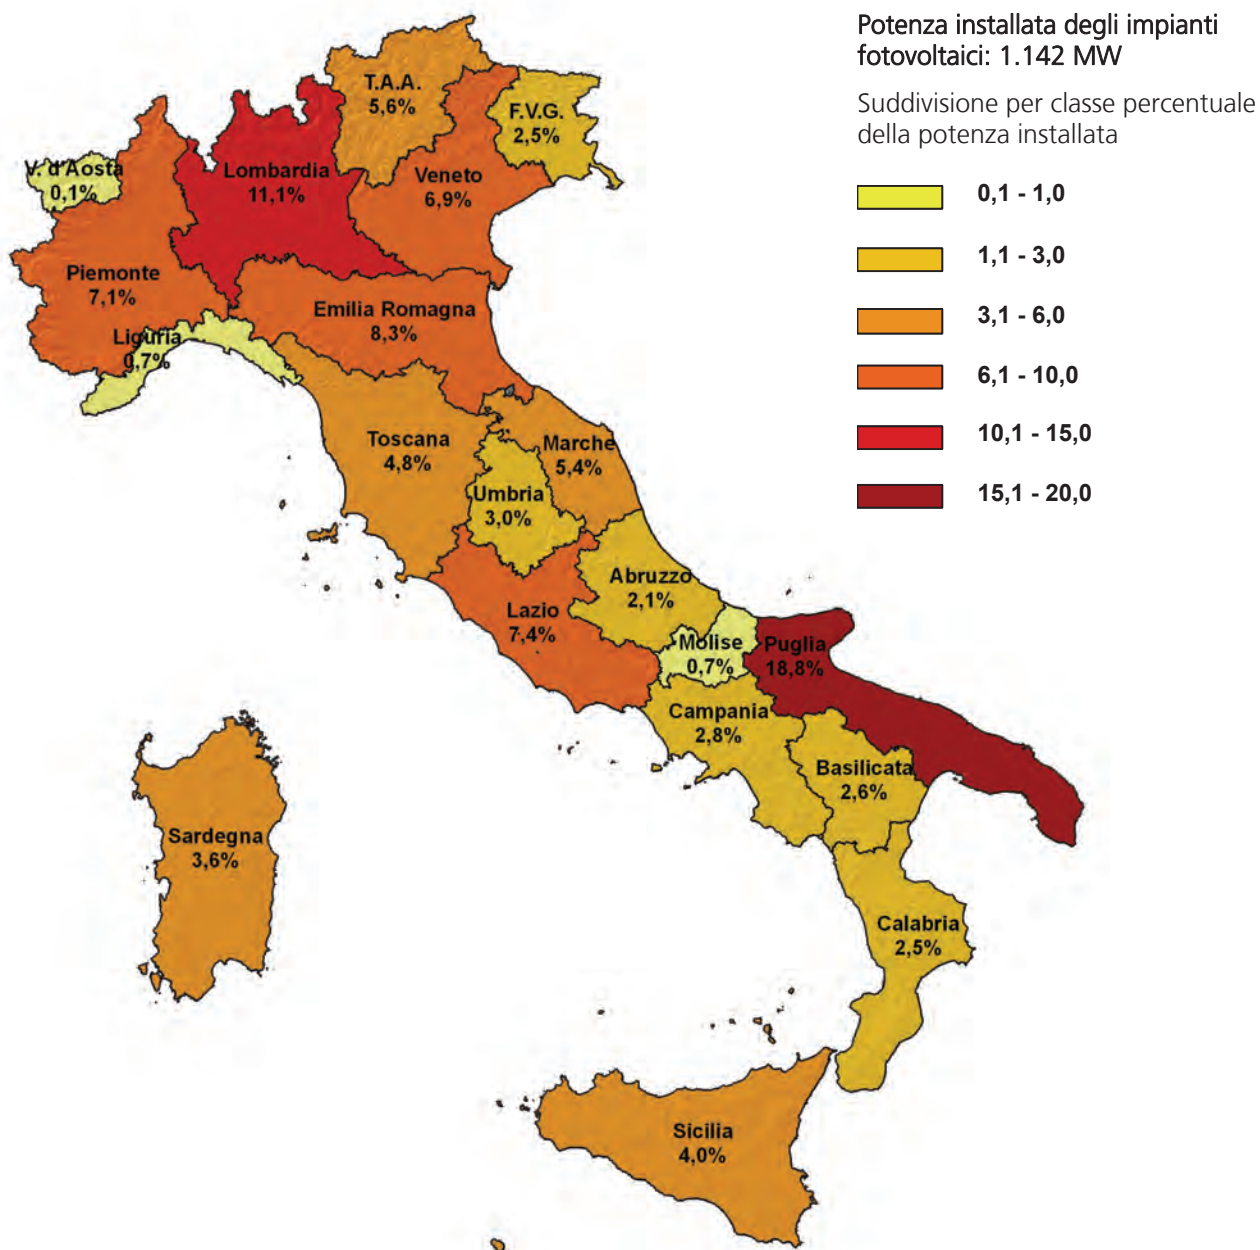 Potenza installata degli impianti
fotovoltaici: 1.142 MW
Suddivisione per classe percentuale
della potenza installata
0,1 - 1,0
1,1 - 3,0
3,1 - 6,0
6,1 - 10,0
10,1 - 15,0
15,1 - 20,0
T.A.A.
5,6%
F.V.G.
2,5%
V. d'Aosta
0,1%
Lombardia
11,1%
Veneto
6,9%
Piemonte
7,1%
Emilia Romagna
8,3%
Liguria
0,7%
Toscana
4,8%
Marche
5,4%
Umbria
3,0%
Abruzzo
2,1%
Lazio
7,4%
Molise
0,7%
Puglia
18,8%
Campania
2,8%
Basilicata
2,6%
Sardegna
3,6%
Calabria
2,5%
Sicilia
4,0%